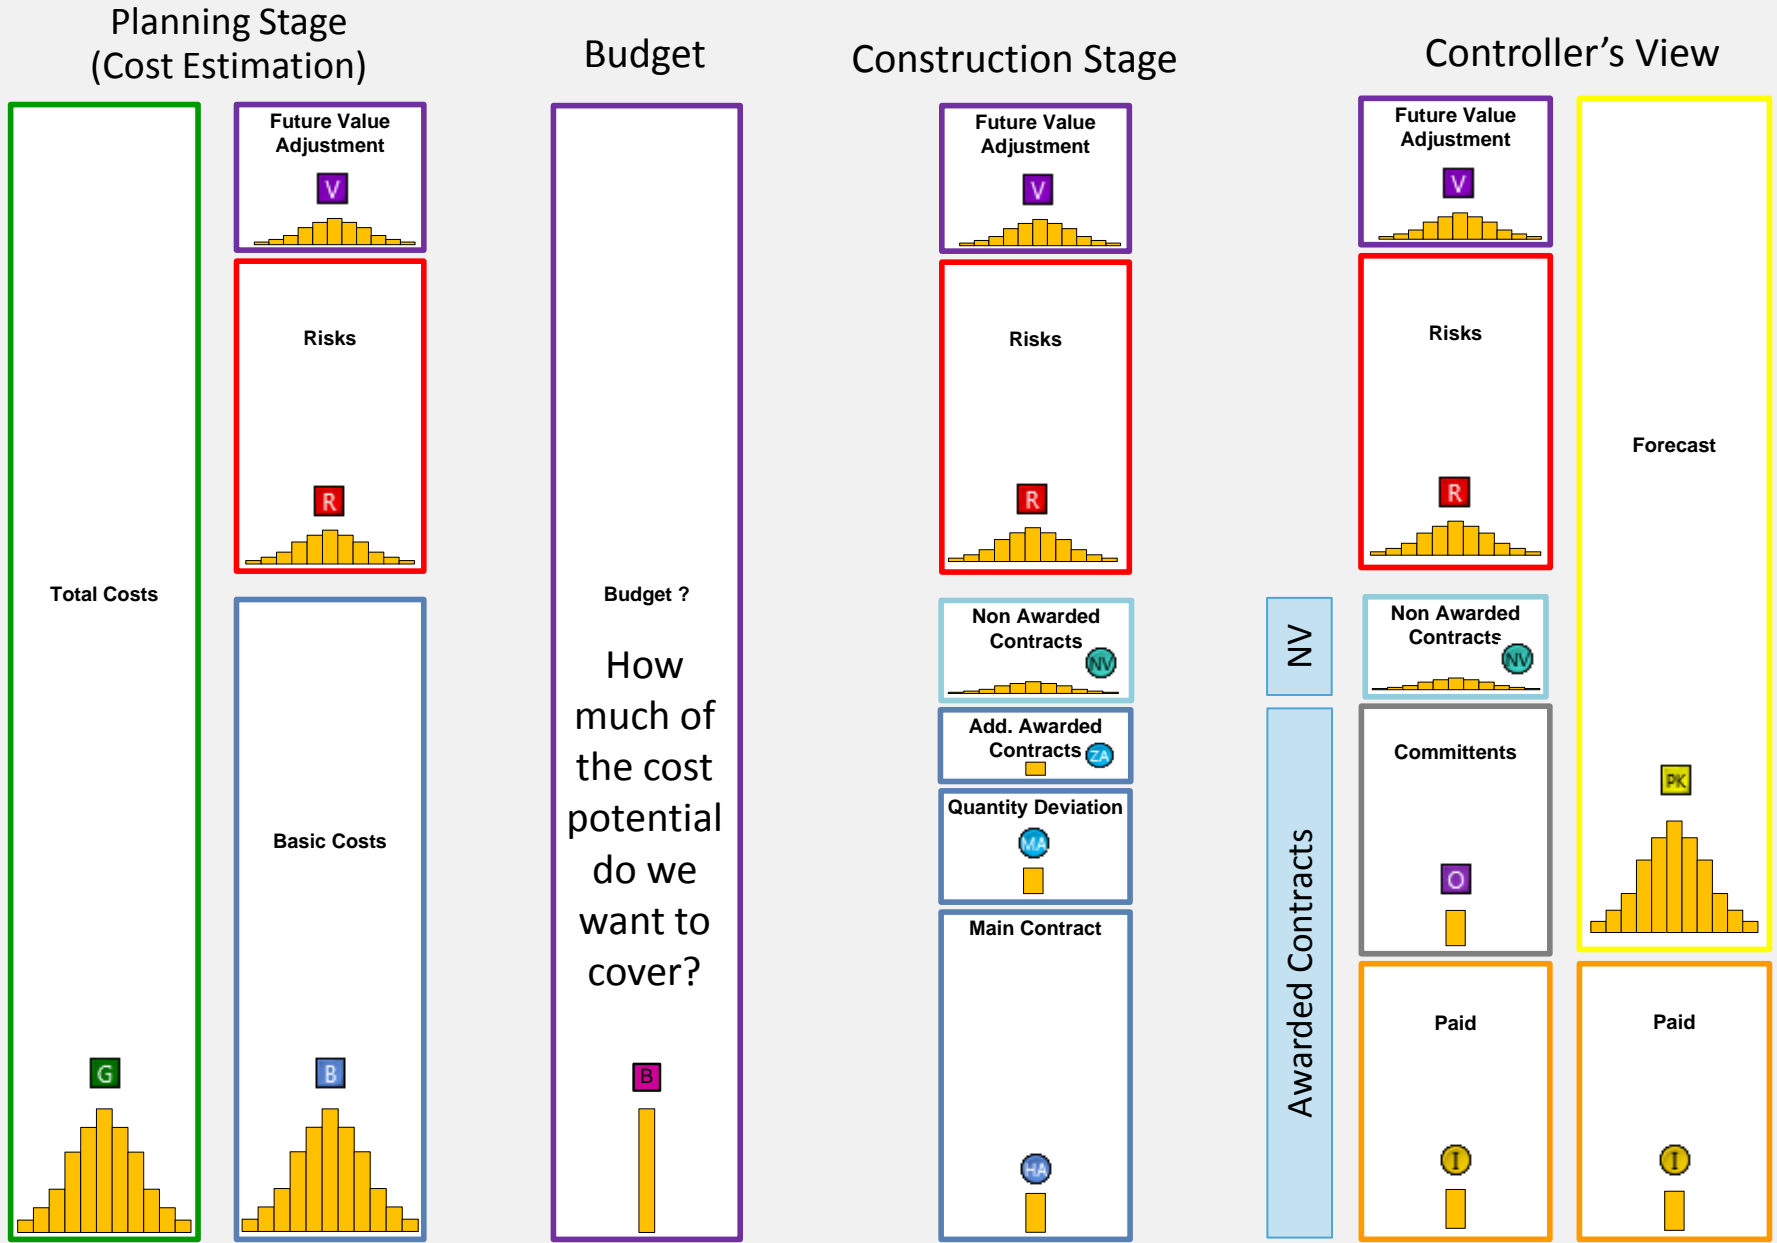 Planning Stage
(Cost Estimation)
Budget
Construction Stage
Controller's View
Total Costs
G
Future Value
Adjustment
V
Risks
R
Basic Costs
B
Budget ?
How
much of
the cost
potential
do we
want to
cover?
B
Future Value
Adjustment
V
Risks
R
Non Awarded
Contracts
NV
Add. Awarded
Contracts
ZA
Quantity Deviation
MA
Main Contract
HA
NV
Awarded Contracts
Future Value
Adjustment
V
Risks
R
Non Awarded
Contracts
NV
Committents
O
Paid
I
Forecast
PK
Paid
I